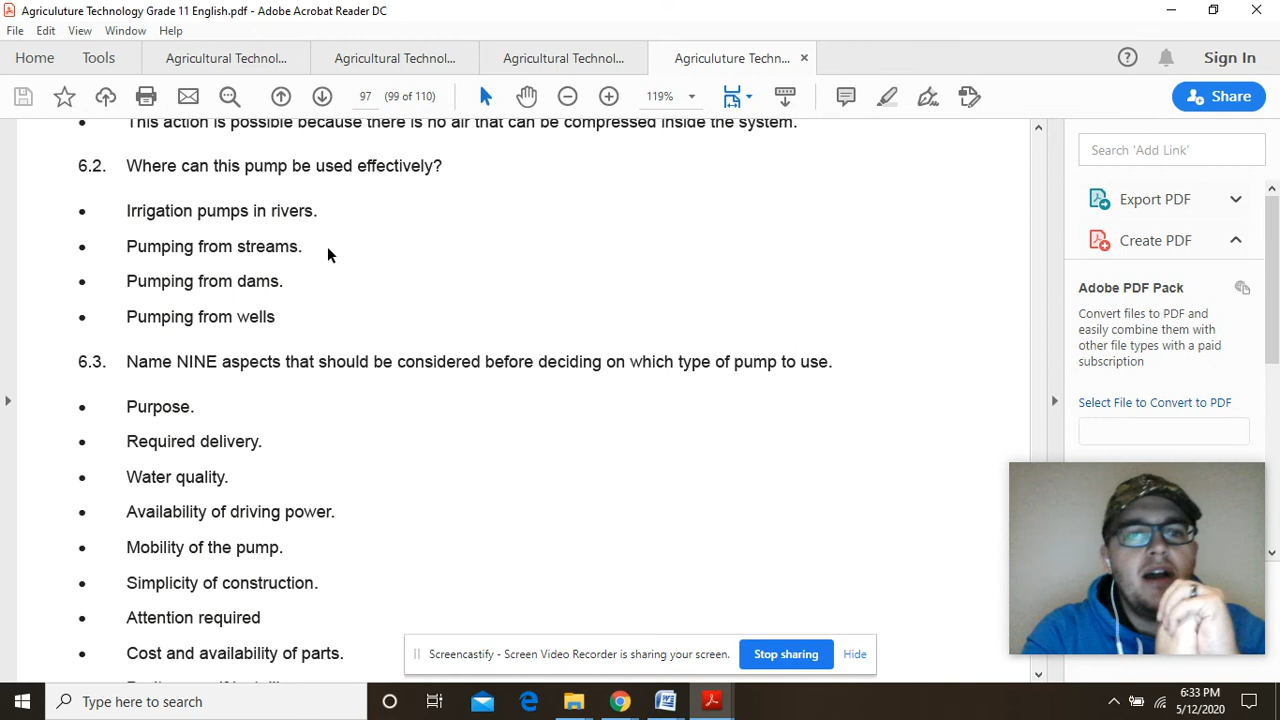 Agriculuture Technology Grade 11 English.pdf - Adobe Acrobat Reader DC
File Edit View Window Help
Home Tools Agricultural Technol... Agricultural Technol... Agricultural Technol... Agriculuture Techn... × Sign In
97 (99 of 110) 119% Share
• This action is possible because there is no air that can be compressed inside the system.
6.2. Where can this pump be used effectively?
• Irrigation pumps in rivers.
• Pumping from streams.
• Pumping from dams.
• Pumping from wells
6.3. Name NINE aspects that should be considered before deciding on which type of pump to use.
• Purpose.
• Required delivery.
• Water quality.
• Availability of driving power.
• Mobility of the pump.
• Simplicity of construction.
• Attention required
• Cost and availability of parts.
Search 'Add Link'
Export PDF
Create PDF
Adobe PDF Pack
Convert files to PDF and
easily combine them with
other file types with a paid
subscription
Select File to Convert to PDF
Screencastify - Screen Video Recorder is sharing your screen. Stop sharing Hide
Type here to search
6:33 PM
5/12/2020